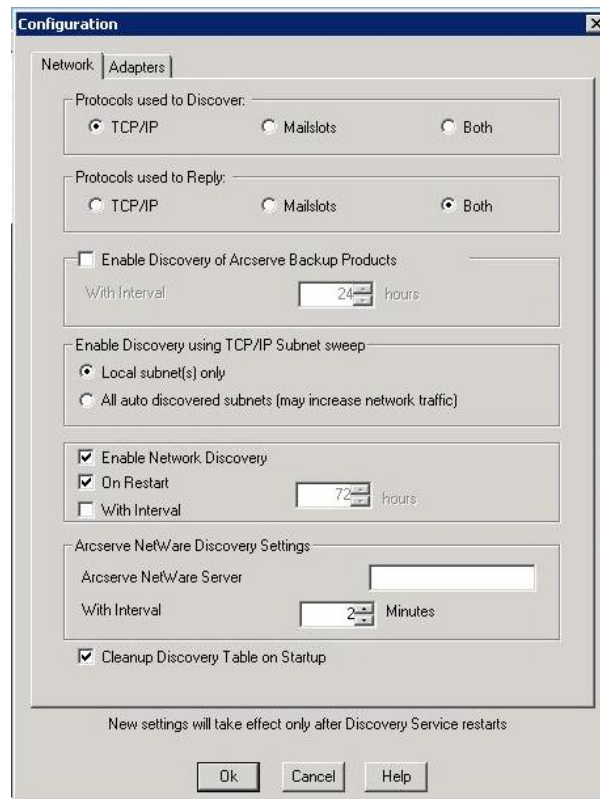 Configuration
Network Adapters
Protocols used to Discover:
TCP/IP Mailslots Both
Protocols used to Reply:
TCP/IP Mailslots Both
Enable Discovery of Arcserve Backup Products
With Interval 24 hours
Enable Discovery using TCP/IP Subnet sweep
Local subnet(s) only
All auto discovered subnets (may increase network traffic)
Enable Network Discovery
On Restart 72 hours
With Interval
Arcserve NetWare Discovery Settings
Arcserve NetWare Server
With Interval 2 Minutes
Cleanup Discovery Table on Startup
New settings will take effect only after Discovery Service restarts
Ok Cancel Help